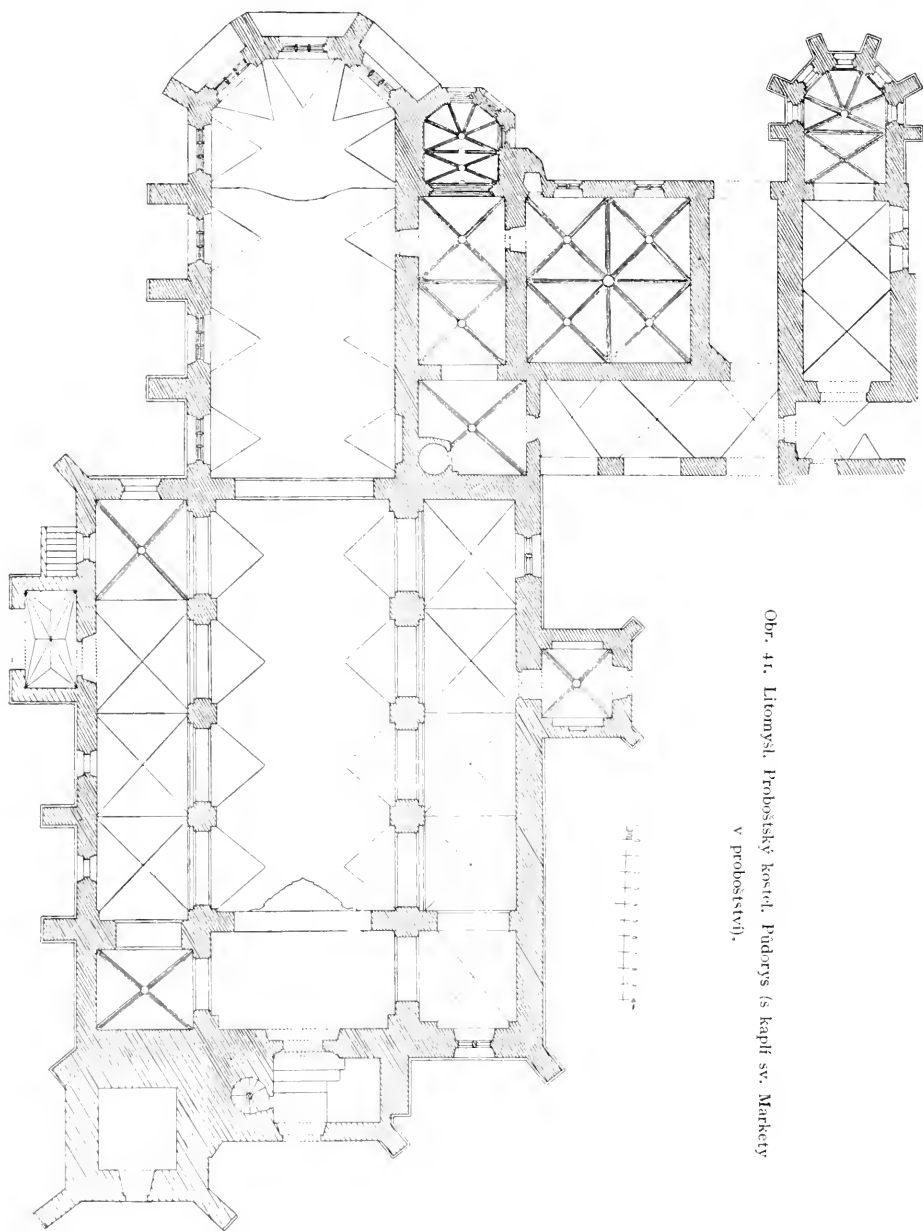 Obr. 41. Litomyšl. Proboštský kostel. Půdorys (s kaplí sv. Markety
v proboštství).